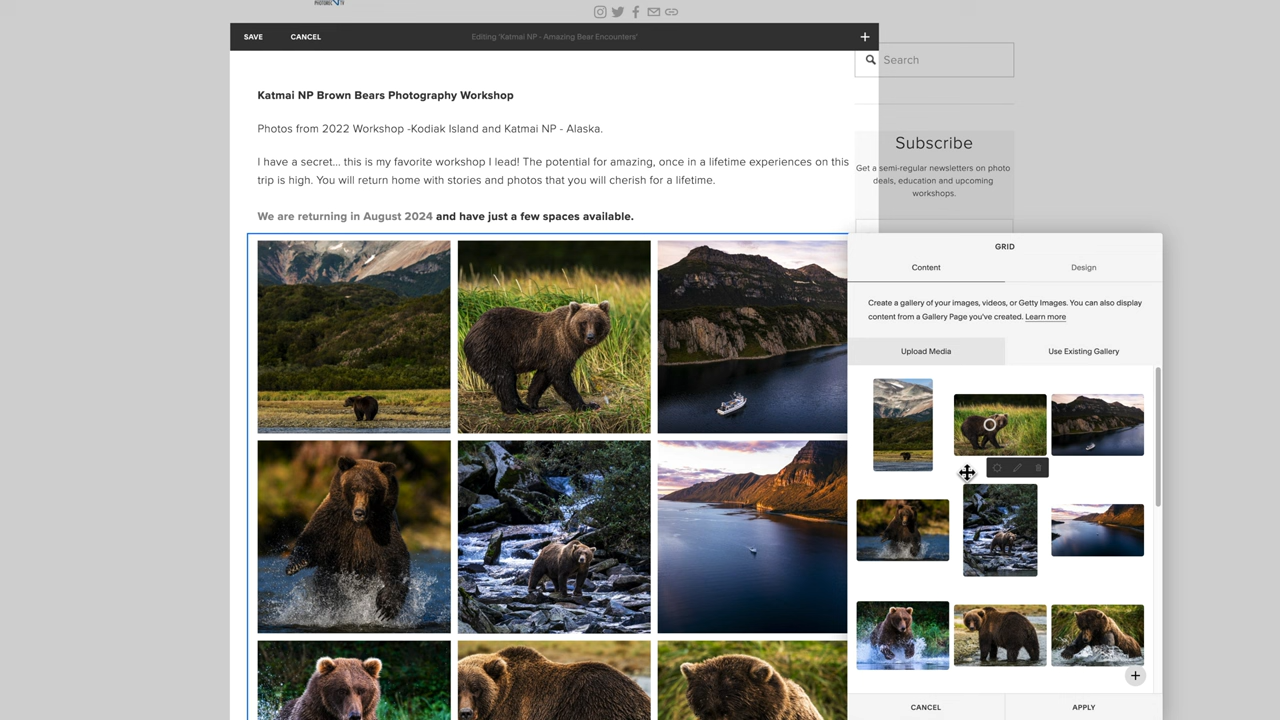 SAVE
CANCEL
Editing 'Katmai NP - Amazing Bear Encounters'
Search
Katmai NP Brown Bears Photography Workshop
Photos from 2022 Workshop -Kodiak Island and Katmai NP - Alaska.
I have a secret... this is my favorite workshop I lead! The potential for amazing, once in a lifetime experiences on this
trip is high. You will return home with stories and photos that you will cherish for a lifetime.
We are returning in August 2024 and have just a few spaces available.
Subscribe
Get a semi-regular newsletters on photo
deals, education and upcoming
workshops.
GRID
Content
Design
Create a gallery of your images, videos, or Getty Images. You can also display
content from a Gallery Page you've created. Learn more
Upload Media
Use Existing Gallery
CANCEL
APPLY